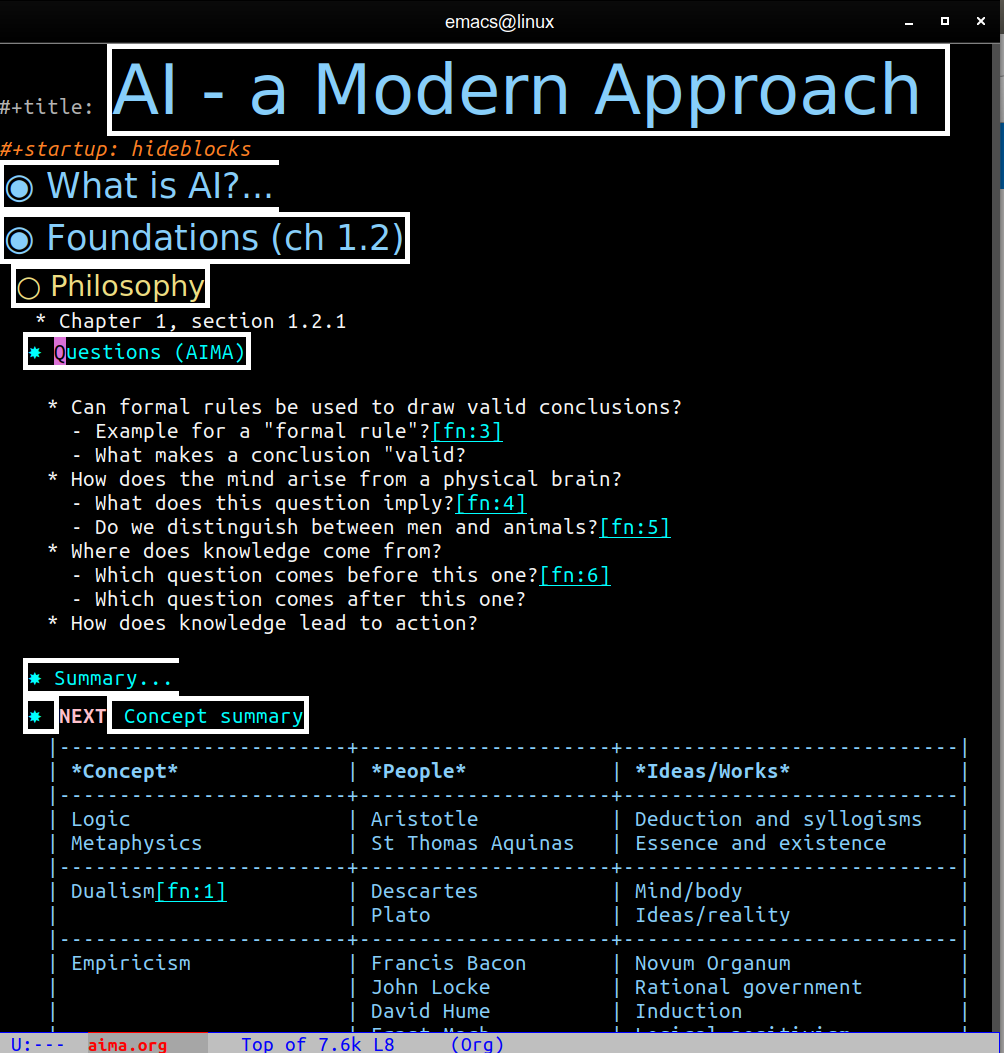 emacs@linux
#+title: AI - a Modern Approach
#+startup: hideblocks
◉ What is AI?...
◉ Foundations (ch 1.2)
○ Philosophy
* Chapter 1, section 1.2.1
✸ Questions (AIMA)
* Can formal rules be used to draw valid conclusions?
- Example for a "formal rule"?[fn:3]
- What makes a conclusion "valid?
* How does the mind arise from a physical brain?
- What does this question imply?[fn:4]
- Do we distinguish between men and animals?[fn:5]
* Where does knowledge come from?
- Which question comes before this one?[fn:6]
- Which question comes after this one?
* How does knowledge lead to action?
✸ Summary...
✸ NEXT Concept summary
|------------------------+---------------------+----------------------------|
| *Concept* | *People* | *Ideas/Works* |
|------------------------+---------------------+----------------------------|
| Logic | Aristotle | Deduction and syllogisms |
| Metaphysics | St Thomas Aquinas | Essence and existence |
|------------------------+---------------------+----------------------------|
| Dualism[fn:1] | Descartes | Mind/body |
| | Plato | Ideas/reality |
|------------------------+---------------------+----------------------------|
| Empiricism | Francis Bacon | Novum Organum |
| | John Locke | Rational government |
| | David Hume | Induction |
U:--- aima.org Top of 7.6k L8 (Org)